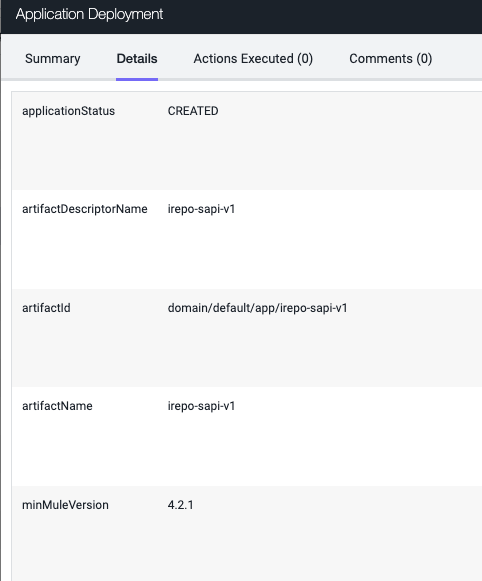 Application Deployment
Summary Details Actions Executed (0) Comments (0)
applicationStatus CREATED
artifactDescriptorName irepo-sapi-v1
artifactId domain/default/app/irepo-sapi-v1
artifactName irepo-sapi-v1
minMuleVersion 4.2.1